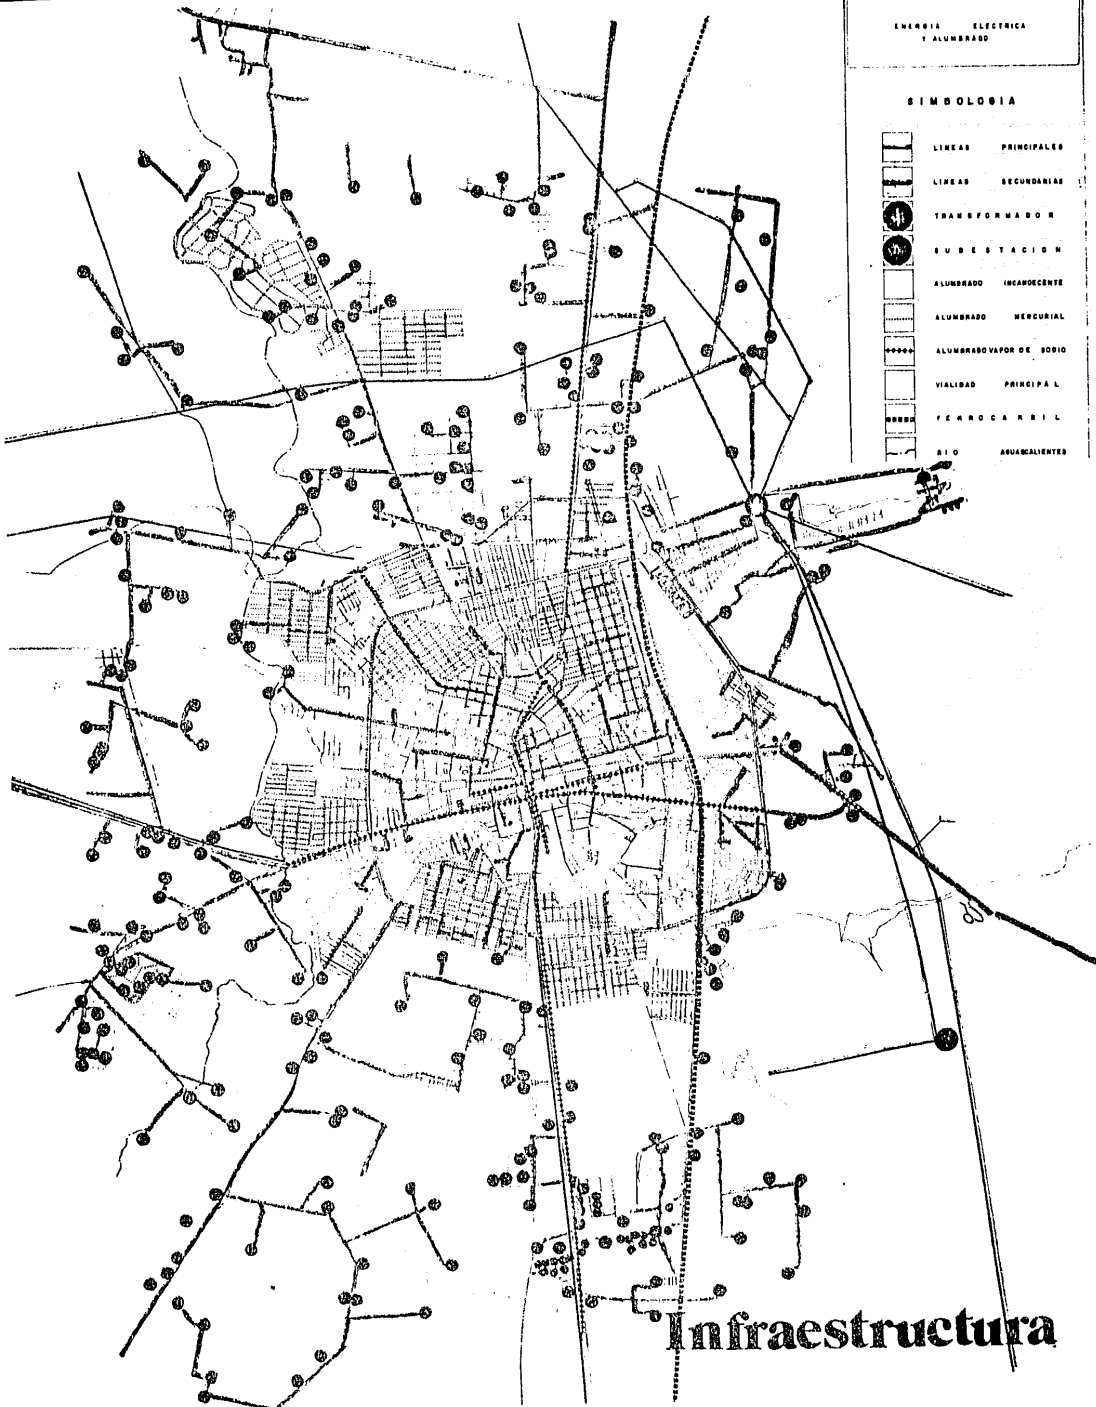 ENERGIA ELECTRICA
Y ALUMBRADO
SIMBOLOGIA
LINEAS PRINCIPALES
LINEAS SECUNDARIAS
TRANSFORMADOR
SUBESTACION
ALUMBRADO INCANDECENTE
ALUMBRADO MERCURIAL
ALUMBRADO VAPOR DE SODIO
VIALIDAD PRINCIPAL
FERROCARRIL
RIO AGUASCALIENTES
Infraestructura